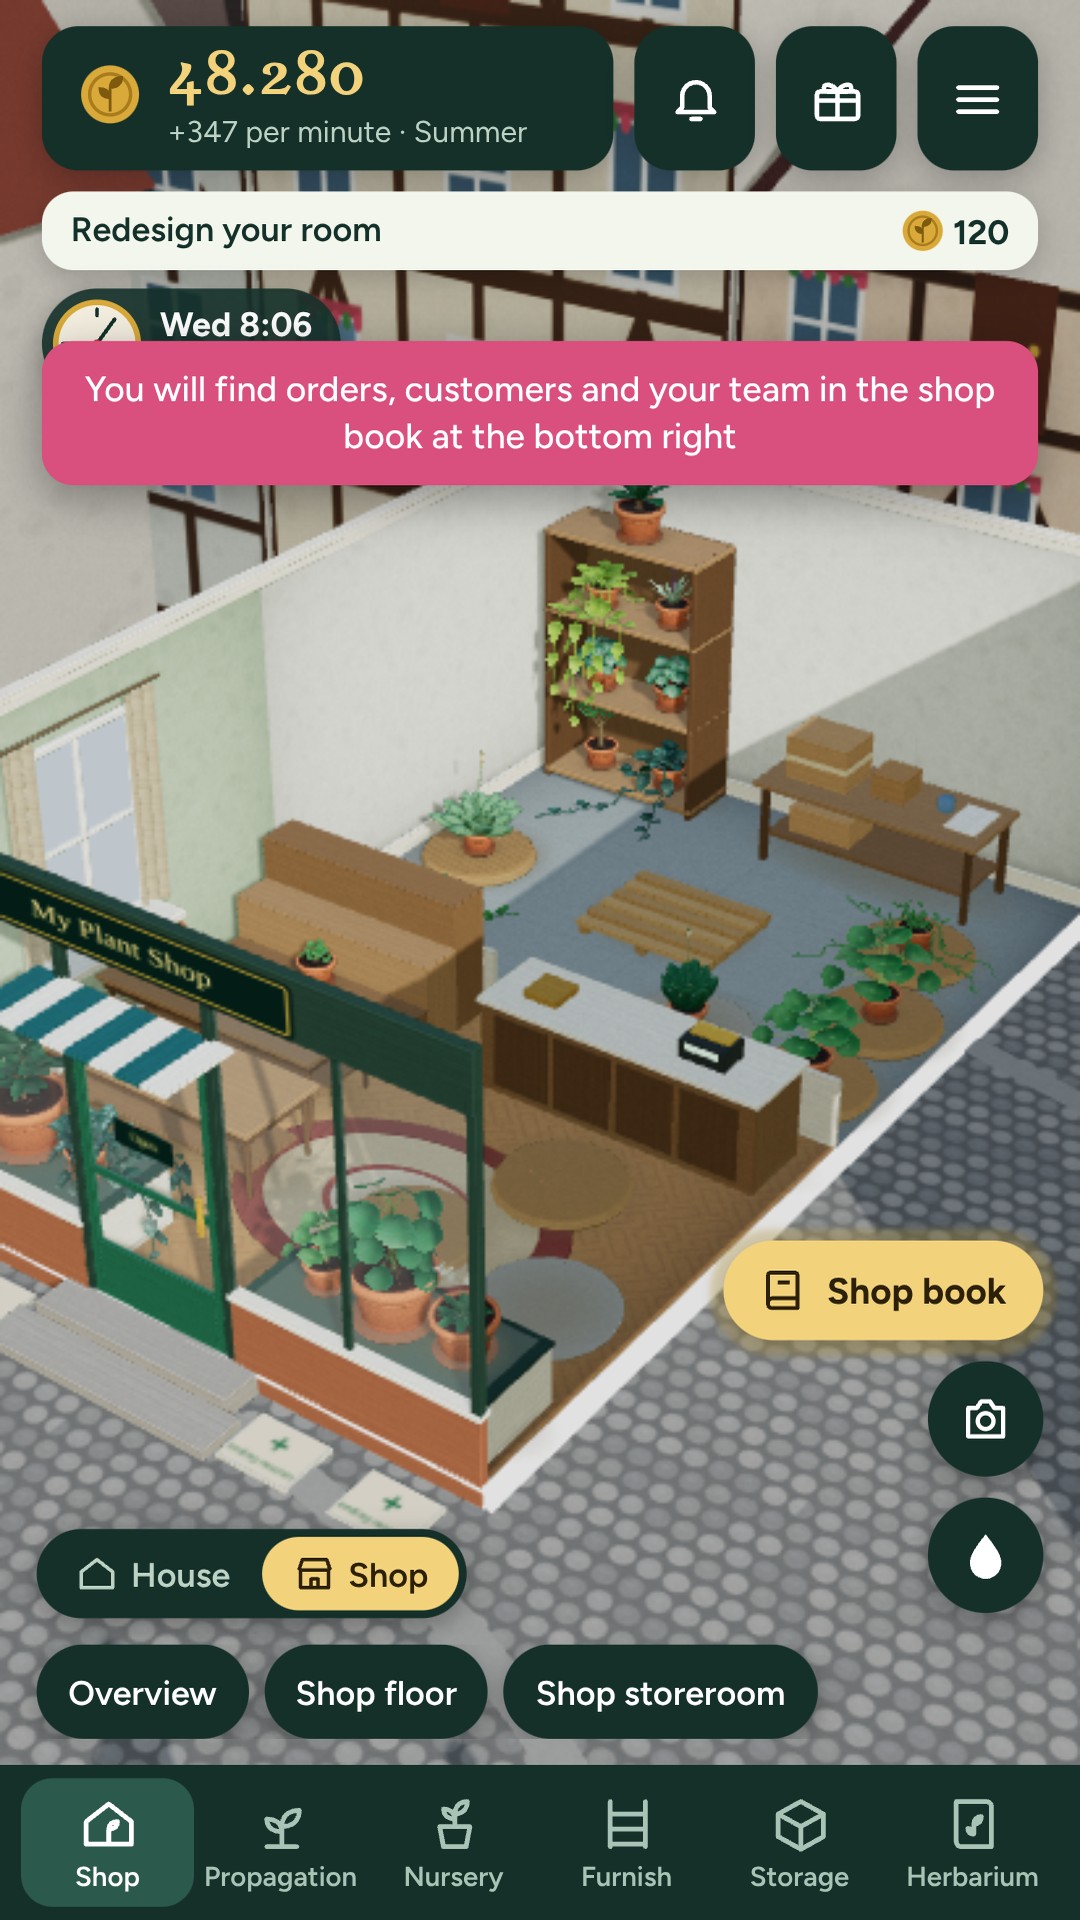 48.280
+347 per minute · Summer
Redesign your room
120
Wed 8:06
You will find orders, customers and your team in the shop
book at the bottom right
My Plant Shop
Shop book
House
Shop
Overview
Shop floor
Shop storeroom
Shop
Propagation
Nursery
Furnish
Storage
Herbarium